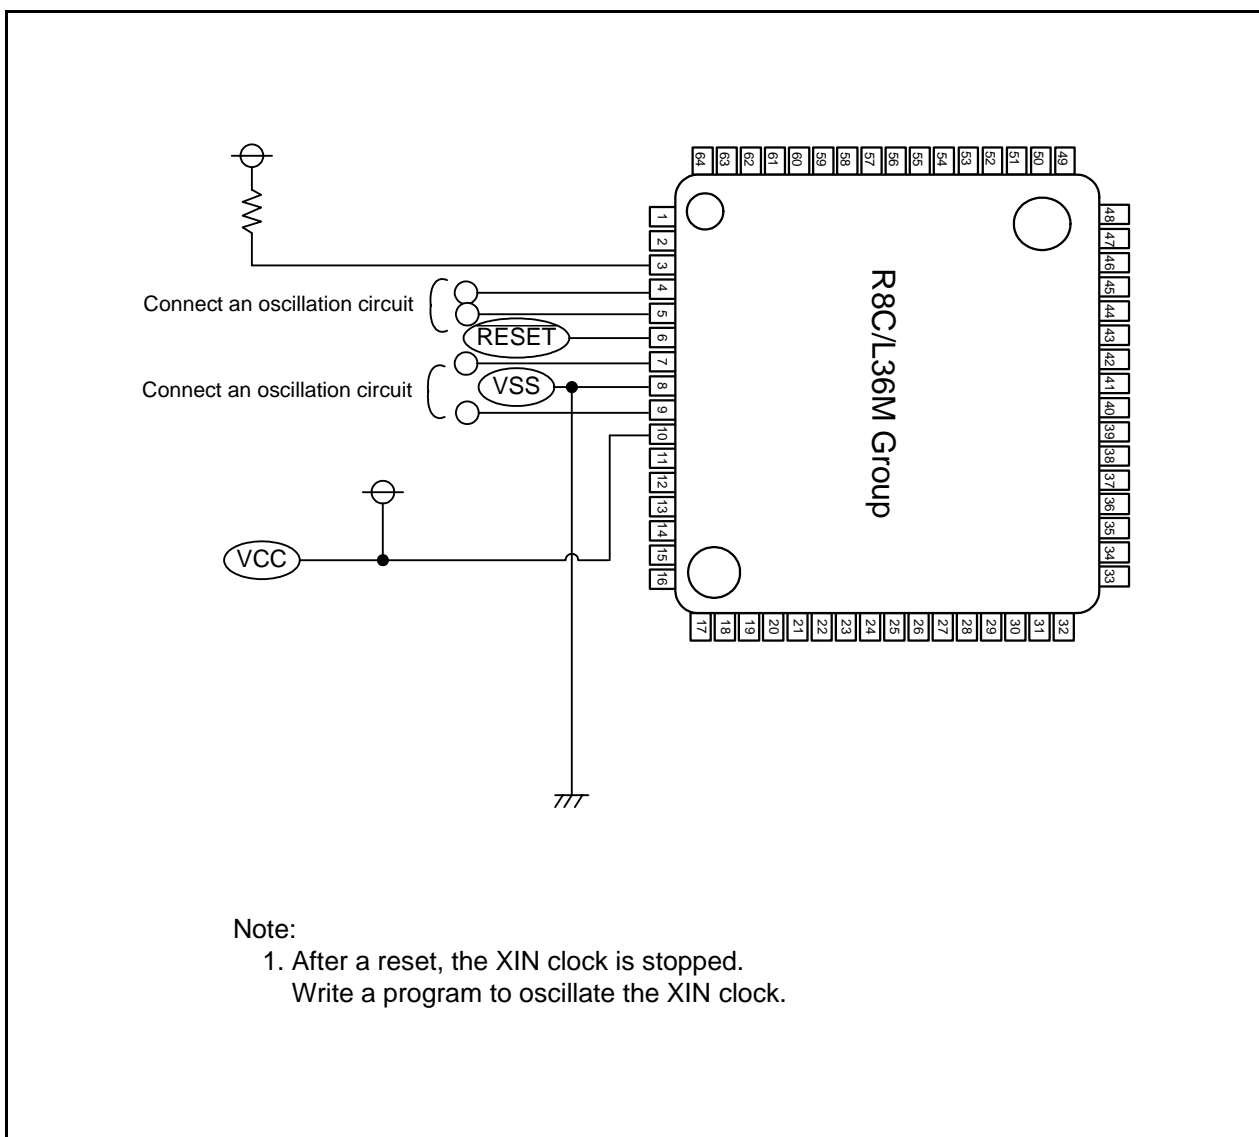 64 63 62 61 60 59 58 57 56 55 54 53 52 51 50 49
1
2
3
4
5
6
7
8
9
10
11
12
13
14
15
16
48
47
46
45
44
43
42
41
40
39
38
37
36
35
34
33
17 18 19 20 21 22 23 24 25 26 27 28 29 30 31 32
R8C/L36M Group
Connect an oscillation circuit
RESET
Connect an oscillation circuit
VSS
VCC
Note:
1. After a reset, the XIN clock is stopped.
Write a program to oscillate the XIN clock.